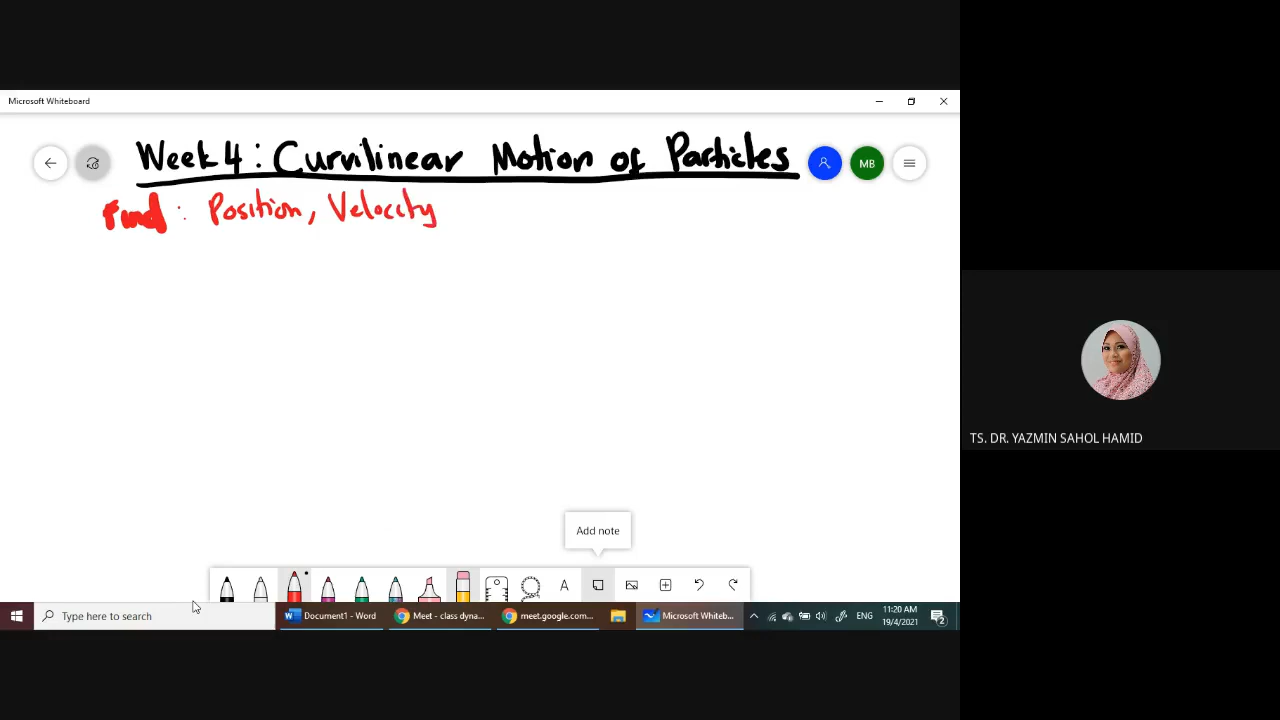 Microsoft Whiteboard
Week 4 : Curvilinear Motion of Particles
MB
Find : Position, Velocity
TS. DR. YAZMIN SAHOL HAMID
Add note
A
Type here to search
Document1 - Word
Meet - class dyna...
meet.google.com...
Microsoft Whiteb...
ENG
11:20 AM
19/4/2021
2